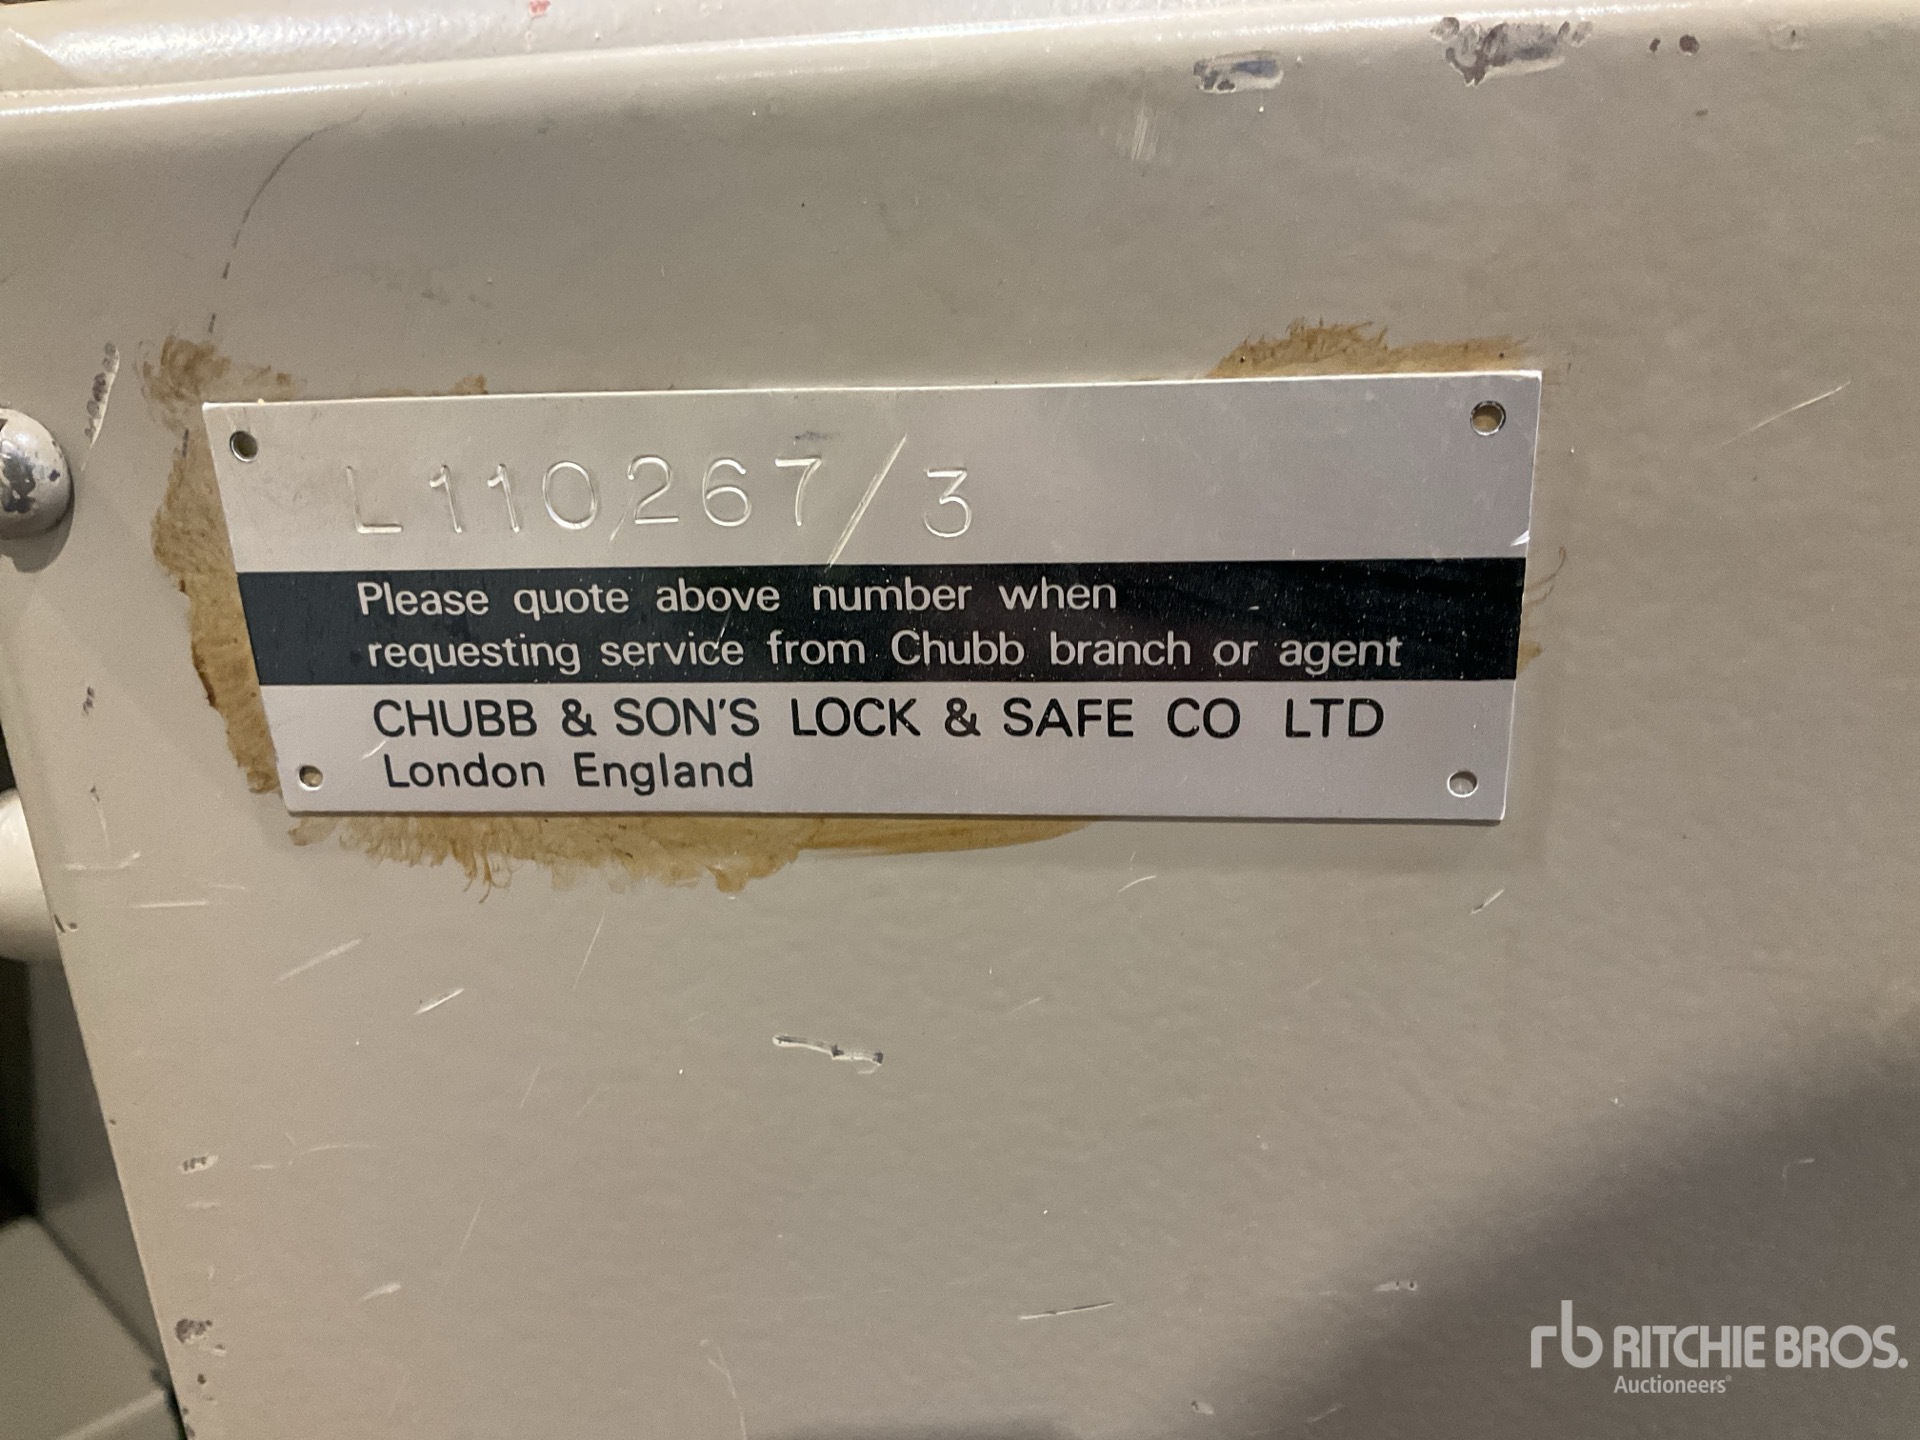 L110267/3
Please quote above number when
requesting service from Chubb branch or agent
CHUBB & SON'S LOCK & SAFE CO LTD
London England
rb RITCHIE BROS.
Auctioneers